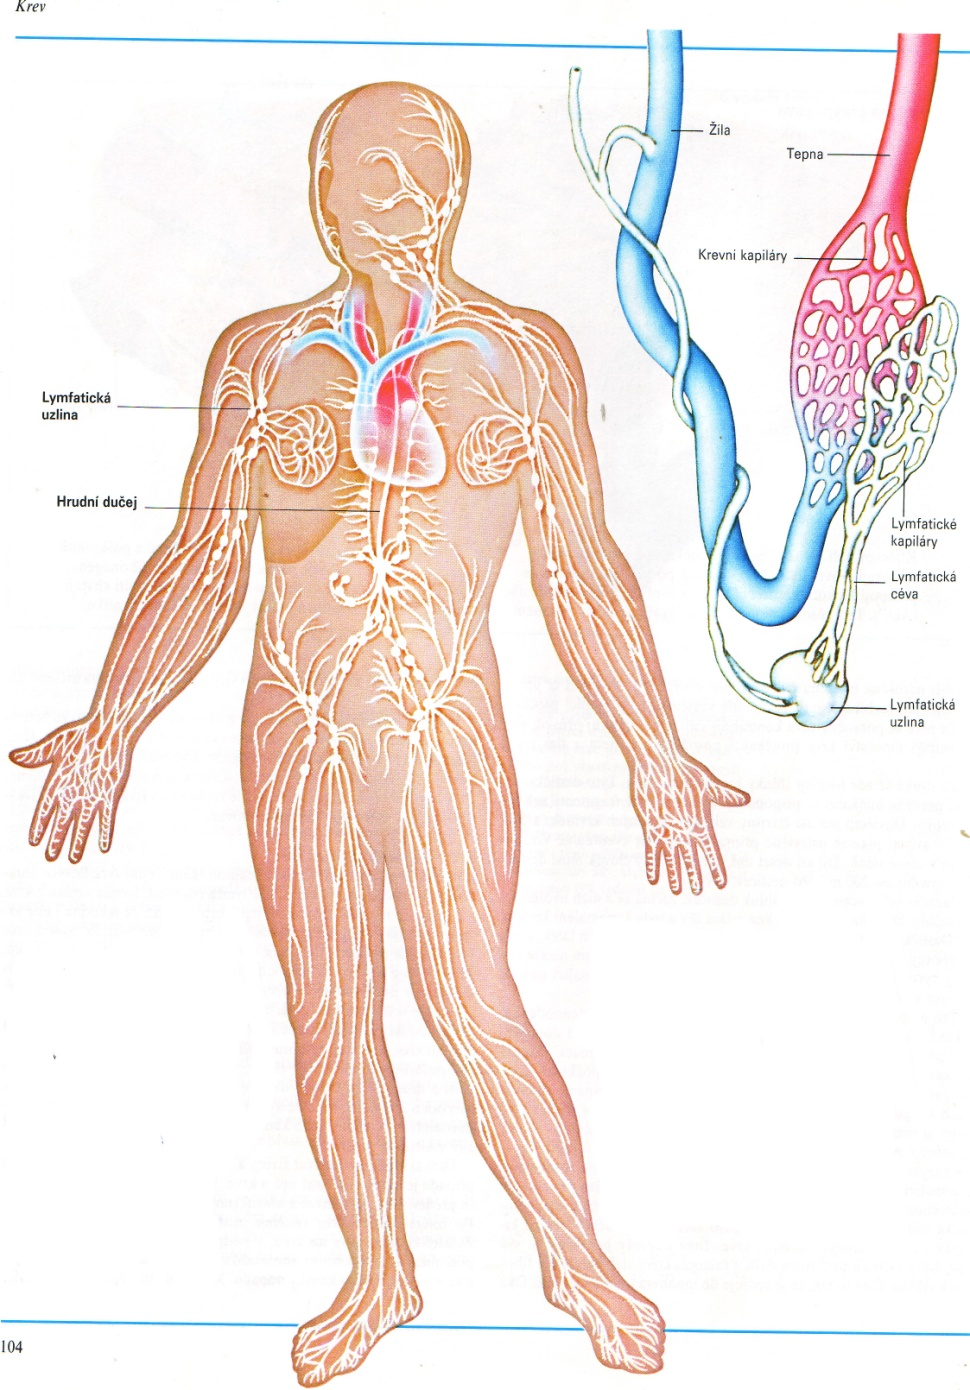 Krev
Žíla
Tepna
Krevní kapiláry
Lymfatická
uzlina
Hrudní dučej
Lymfatické
kapiláry
Lymfatická
céva
Lymfatická
uzlina
104